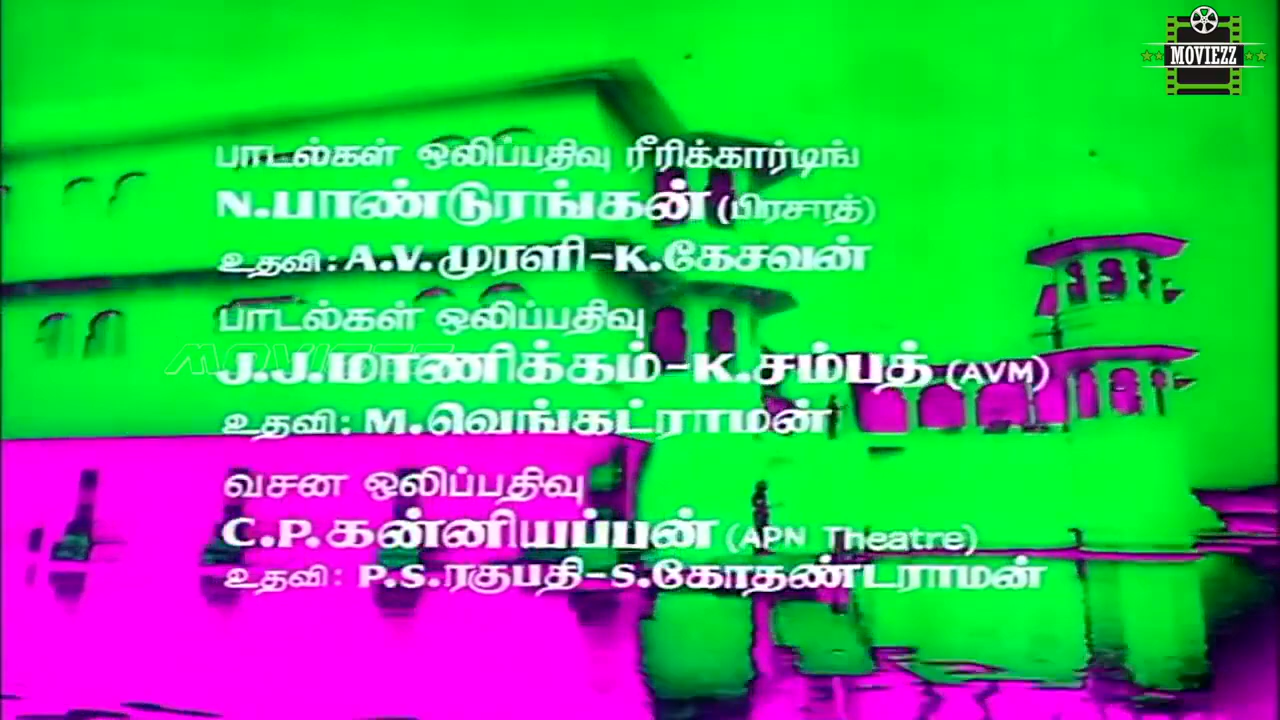 MOVIEZZ
பாடல்கள் ஒலிப்பதிவு ரீரிக்கார்டிங்
N.பாண்டுரங்கன் (பிரசாத்)
உதவி: A.V.முரளி-K.கேசவன்
பாடல்கள் ஒலிப்பதிவு
MOVIEZZ
J.J.மாணிக்கம்-K.சம்பத் (AVM)
உதவி: M.வெங்கட்ராமன்
வசன ஒலிப்பதிவு
C.P.கன்னியப்பன் (APN Theatre)
உதவி: P.S.ரகுபதி-S.கோதண்டராமன்